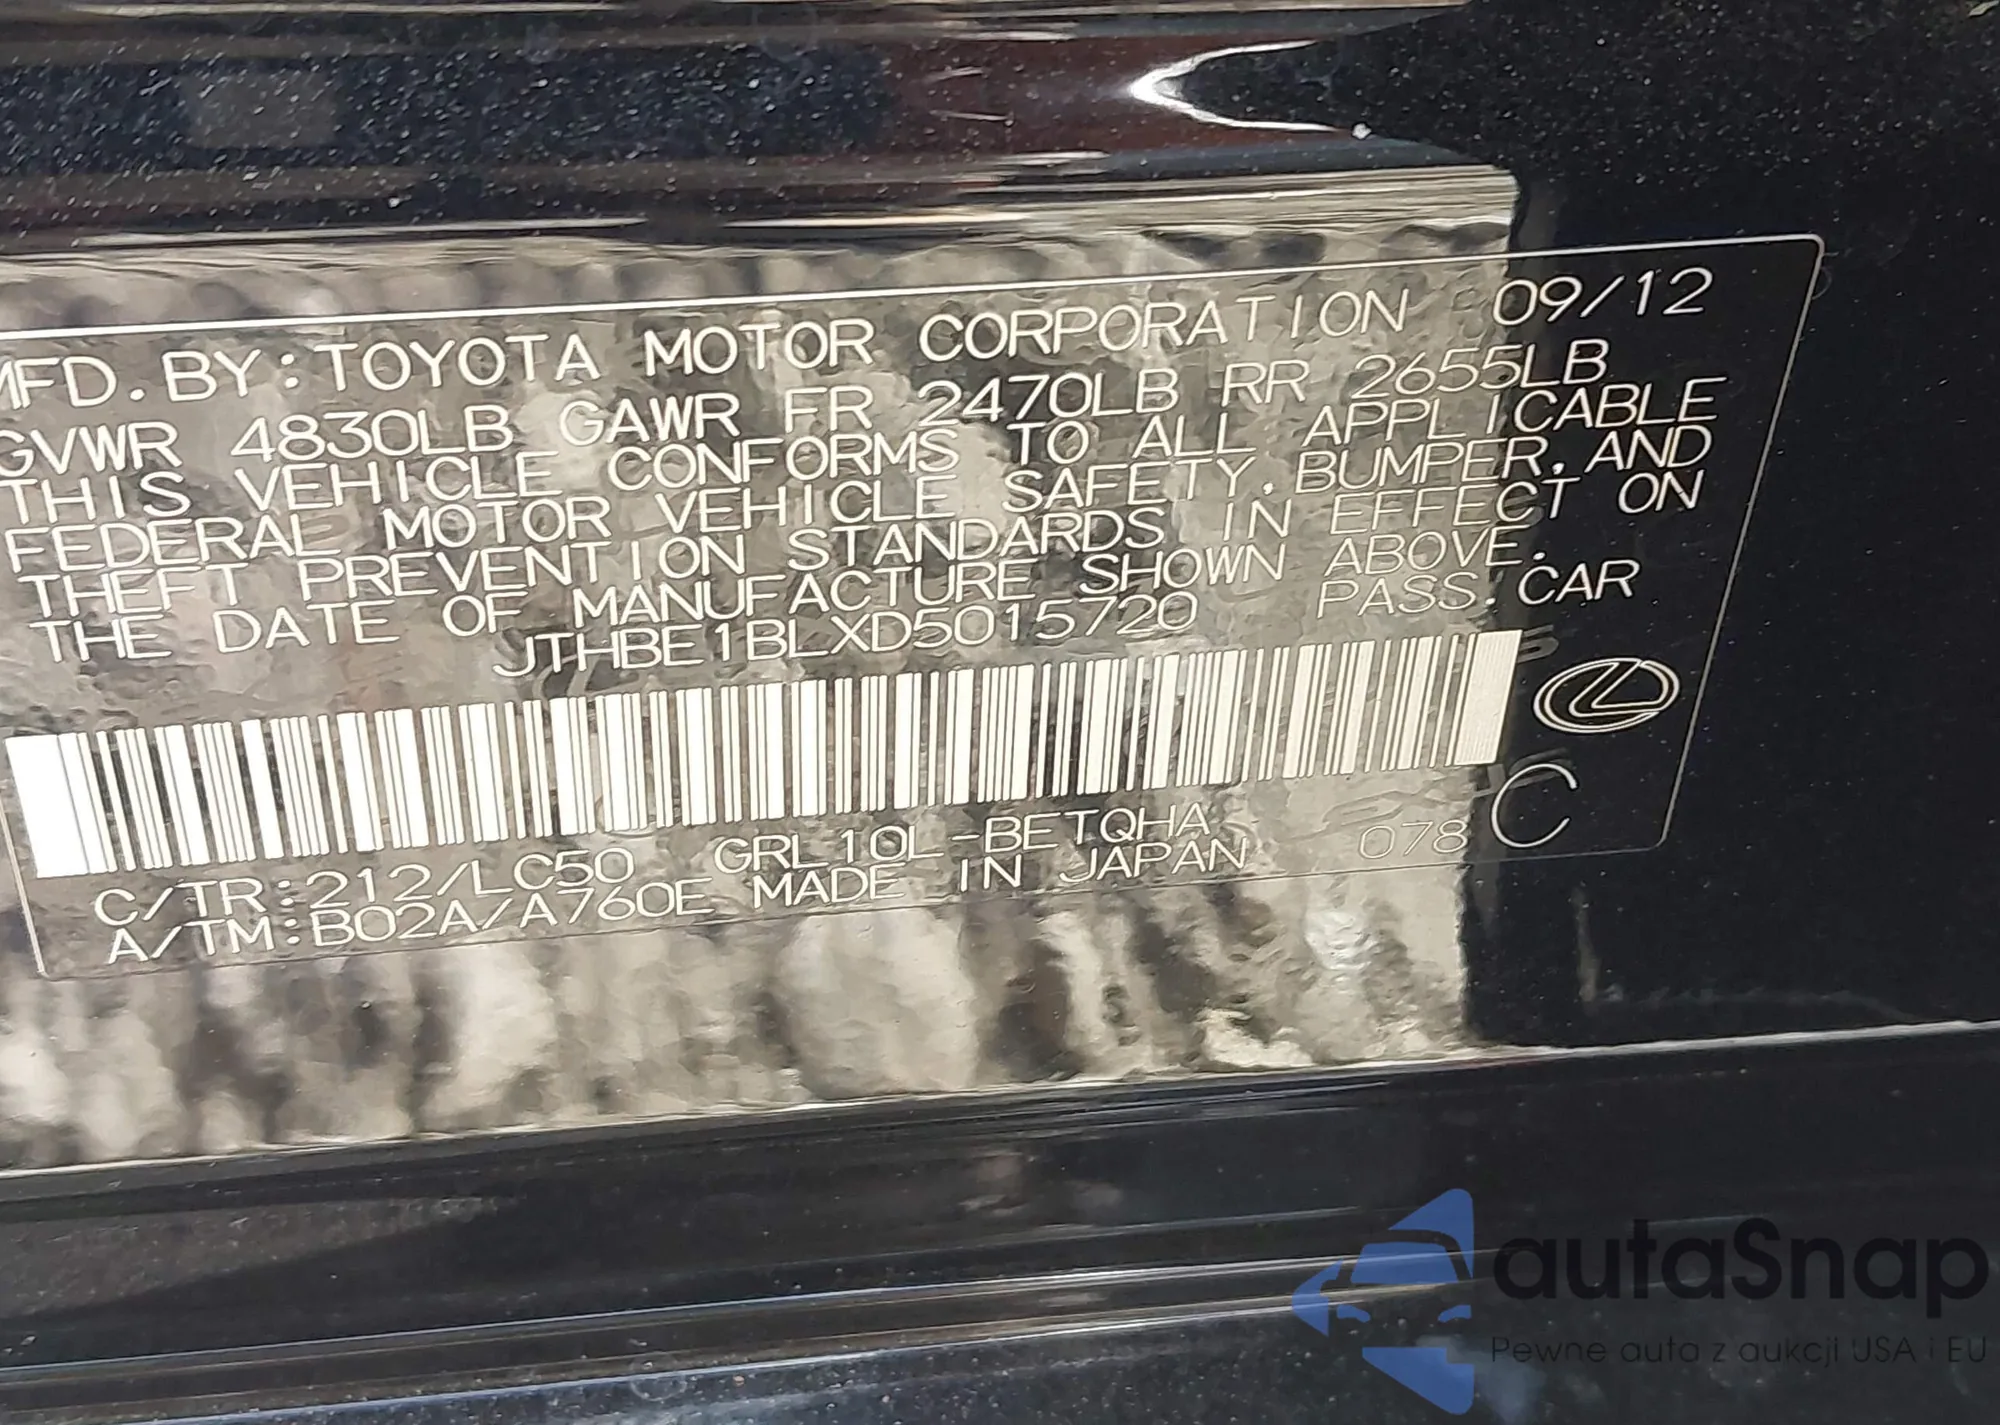 MFD. BY: TOYOTA MOTOR CORPORATION 09/12
GVWR 4830LB GAWR FR 2470LB RR 2655LB
THIS VEHICLE CONFORMS TO ALL APPLICABLE
FEDERAL MOTOR VEHICLE SAFETY, BUMPER, AND
THEFT PREVENTION STANDARDS IN EFFECT ON
THE DATE OF MANUFACTURE SHOWN ABOVE.
JTHBE1BLXD5015720 PASS. CAR
C/TR:212/LC50 GRL10L-BETQHA 078 C
A/TM:B02A/A760E MADE IN JAPAN
autaSnap
Pewne auta z aukcji USA i EU